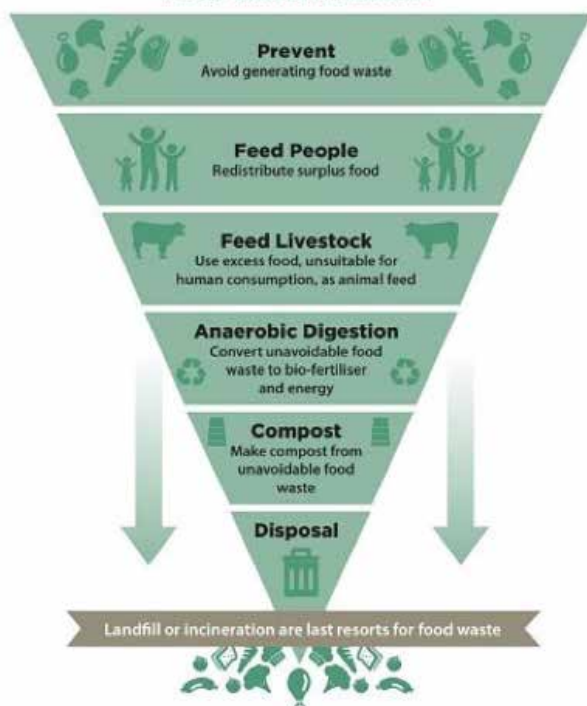 Prevent
Avoid generating food waste
Feed People
Redistribute surplus food
Feed Livestock
Use excess food, unsuitable for
human consumption, as animal feed
Anaerobic Digestion
Convert unavoidable food
waste to bio-fertiliser
and energy
Compost
Make compost from
unavoidable food
waste
Disposal
Landfill or incineration are last resorts for food waste